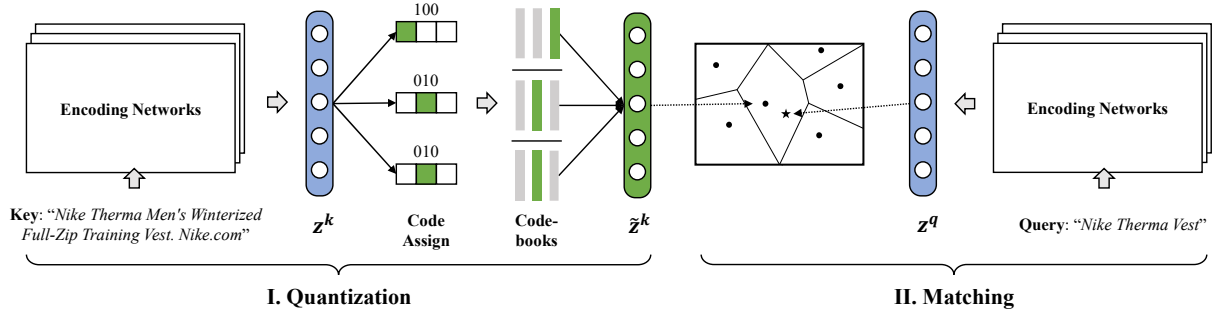 100
010
010
Encoding Networks
Encoding Networks
Key: “Nike Therma Men's Winterized
Full-Zip Training Vest. Nike.com”
z^k
Code
Assign
Code-
books
z̃^k
z^q
Query: “Nike Therma Vest”
I. Quantization
II. Matching